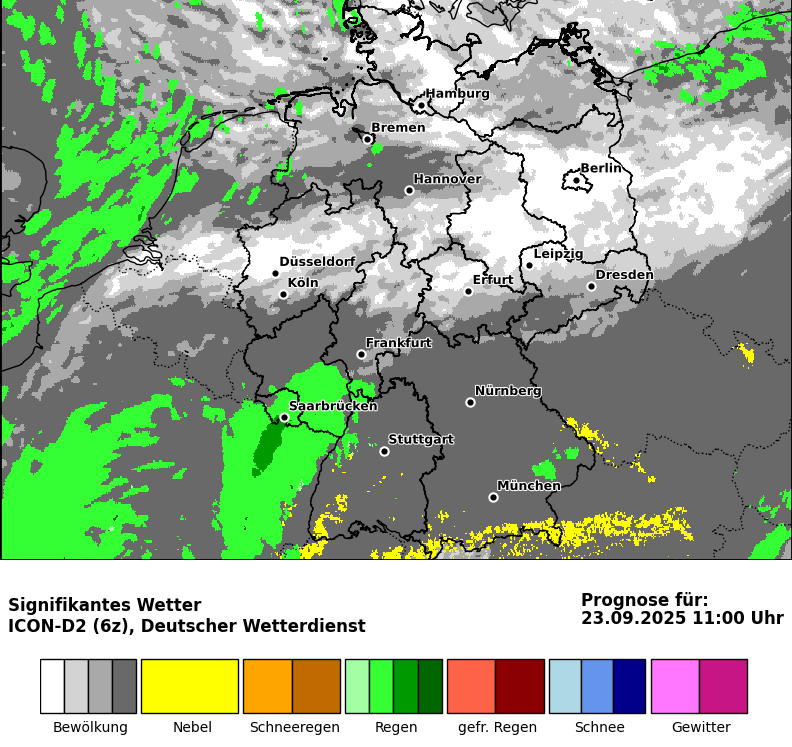 Hamburg
Bremen
Berlin
Hannover
Leipzig
Düsseldorf
Dresden
Erfurt
Köln
Frankfurt
Nürnberg
Saarbrücken
Stuttgart
München
Signifikantes Wetter
ICON-D2 (6z), Deutscher Wetterdienst
Prognose für:
23.09.2025 11:00 Uhr
Bewölkung
Nebel
Schneeregen
Regen
gefr. Regen
Schnee
Gewitter